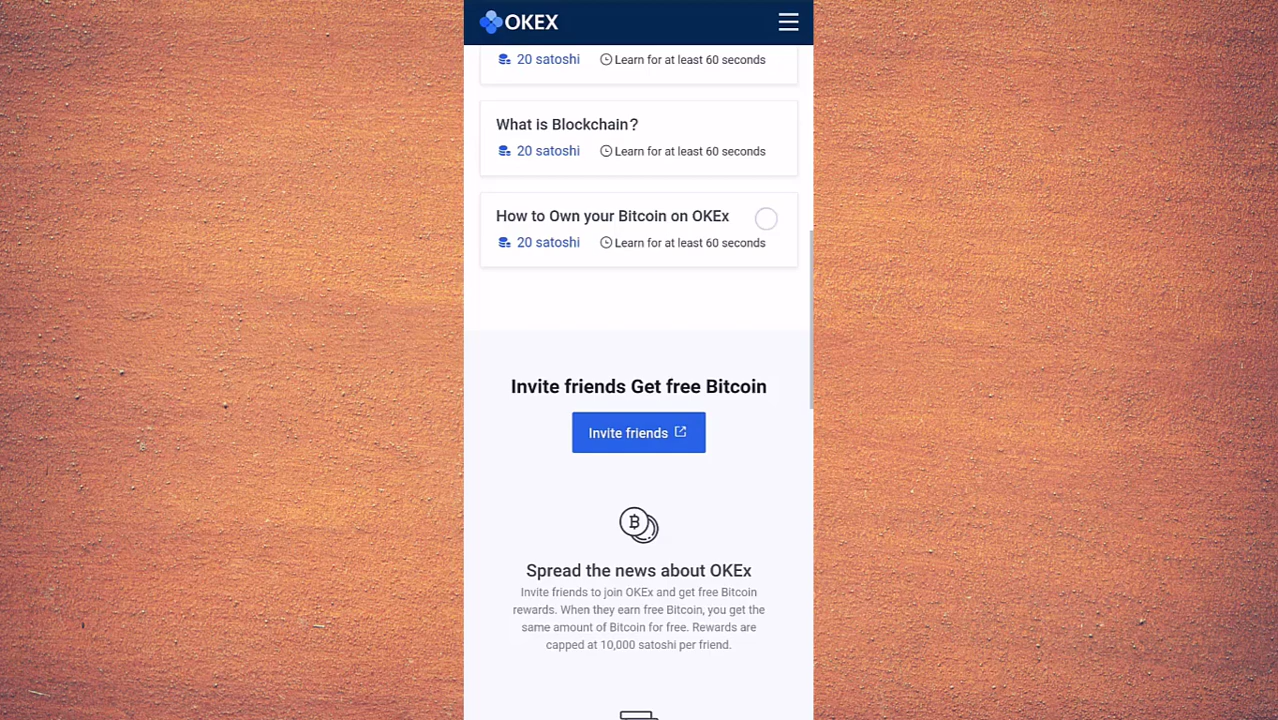 OKEX
20 satoshi Learn for at least 60 seconds
What is Blockchain?
20 satoshi Learn for at least 60 seconds
How to Own your Bitcoin on OKEx
20 satoshi Learn for at least 60 seconds
Invite friends Get free Bitcoin
Invite friends
Spread the news about OKEx
Invite friends to join OKEx and get free Bitcoin
rewards. When they earn free Bitcoin, you get the
same amount of Bitcoin for free. Rewards are
capped at 10,000 satoshi per friend.